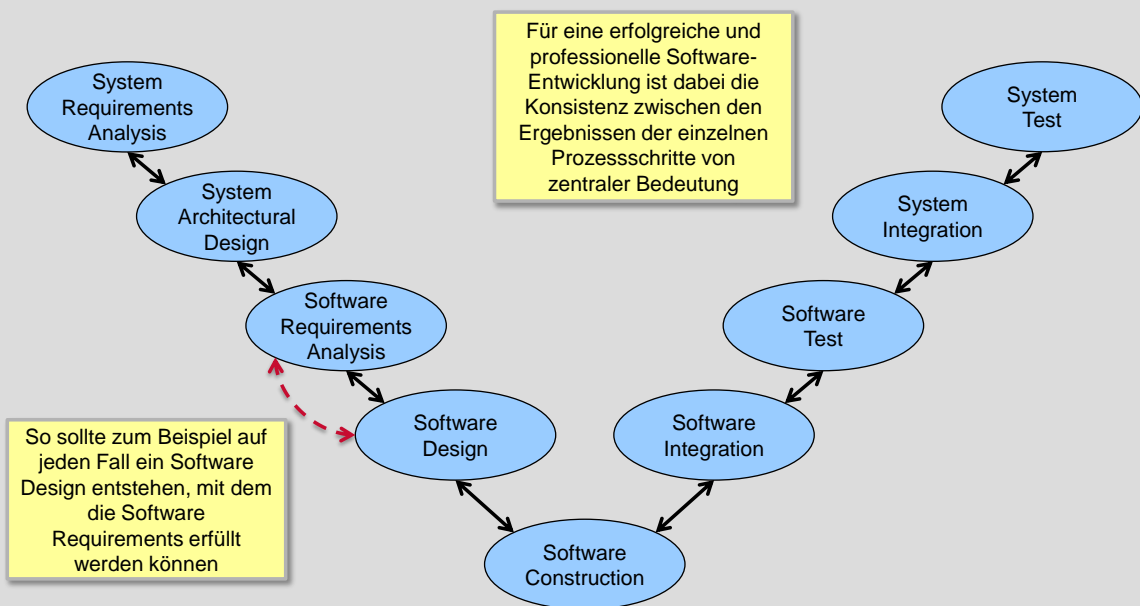 Für eine erfolgreiche und
professionelle Software-
Entwicklung ist dabei die
Konsistenz zwischen den
Ergebnissen der einzelnen
Prozessschritte von
zentraler Bedeutung
System
Requirements
Analysis
System
Test
System
Architectural
Design
System
Integration
Software
Requirements
Analysis
Software
Test
Software
Design
Software
Integration
So sollte zum Beispiel auf
jeden Fall ein Software
Design entstehen, mit dem
die Software
Requirements erfüllt
werden können
Software
Construction